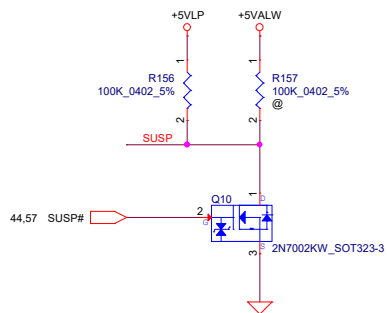 +5VLP +5VALW
1 1
R156 R157
100K_0402_5% 100K_0402_5%
@
2 2
SUSP
1
Q10 D
44,57 SUSP# 2 G
S 2N7002KW_SOT323-3
3